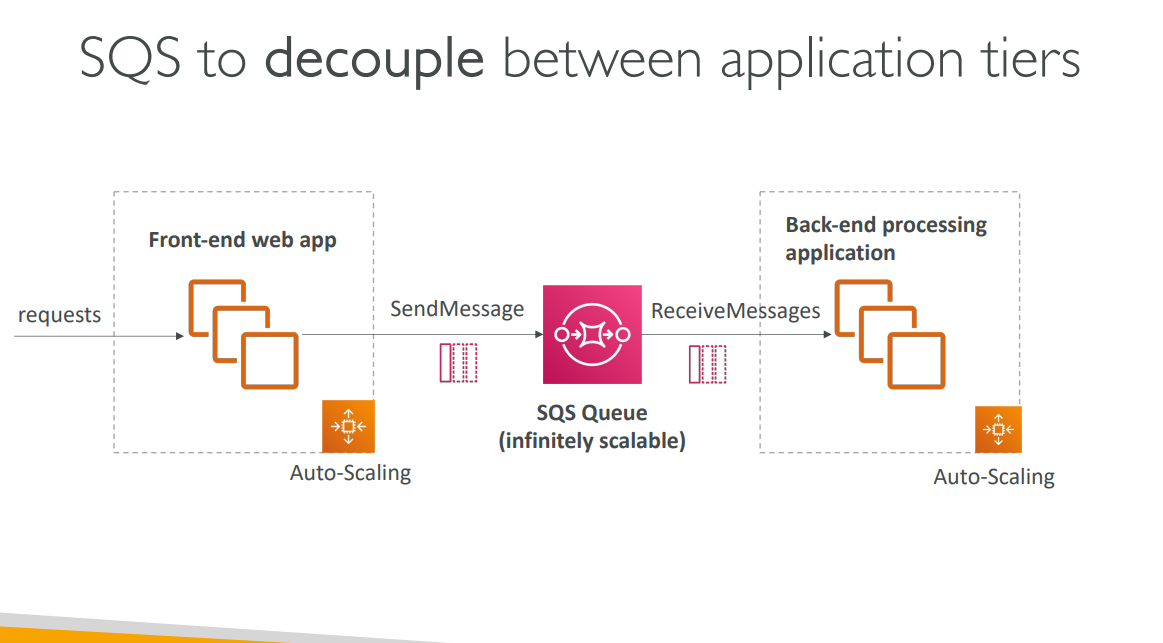 SQS to decouple between application tiers
Front-end web app
Back-end processing
application
requests
SendMessage
ReceiveMessages
SQS Queue
(infinitely scalable)
Auto-Scaling
Auto-Scaling